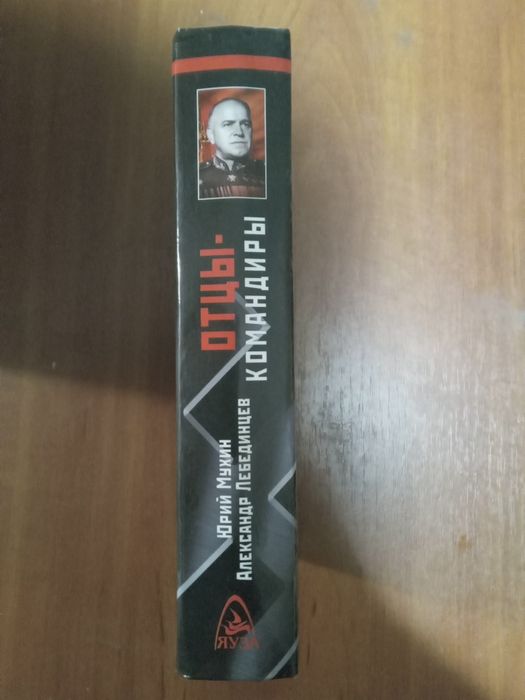 Юрий Мухин
Александр Лебединцев
ОТЦЫ-
КОМАНДИРЫ
ЯУЗА